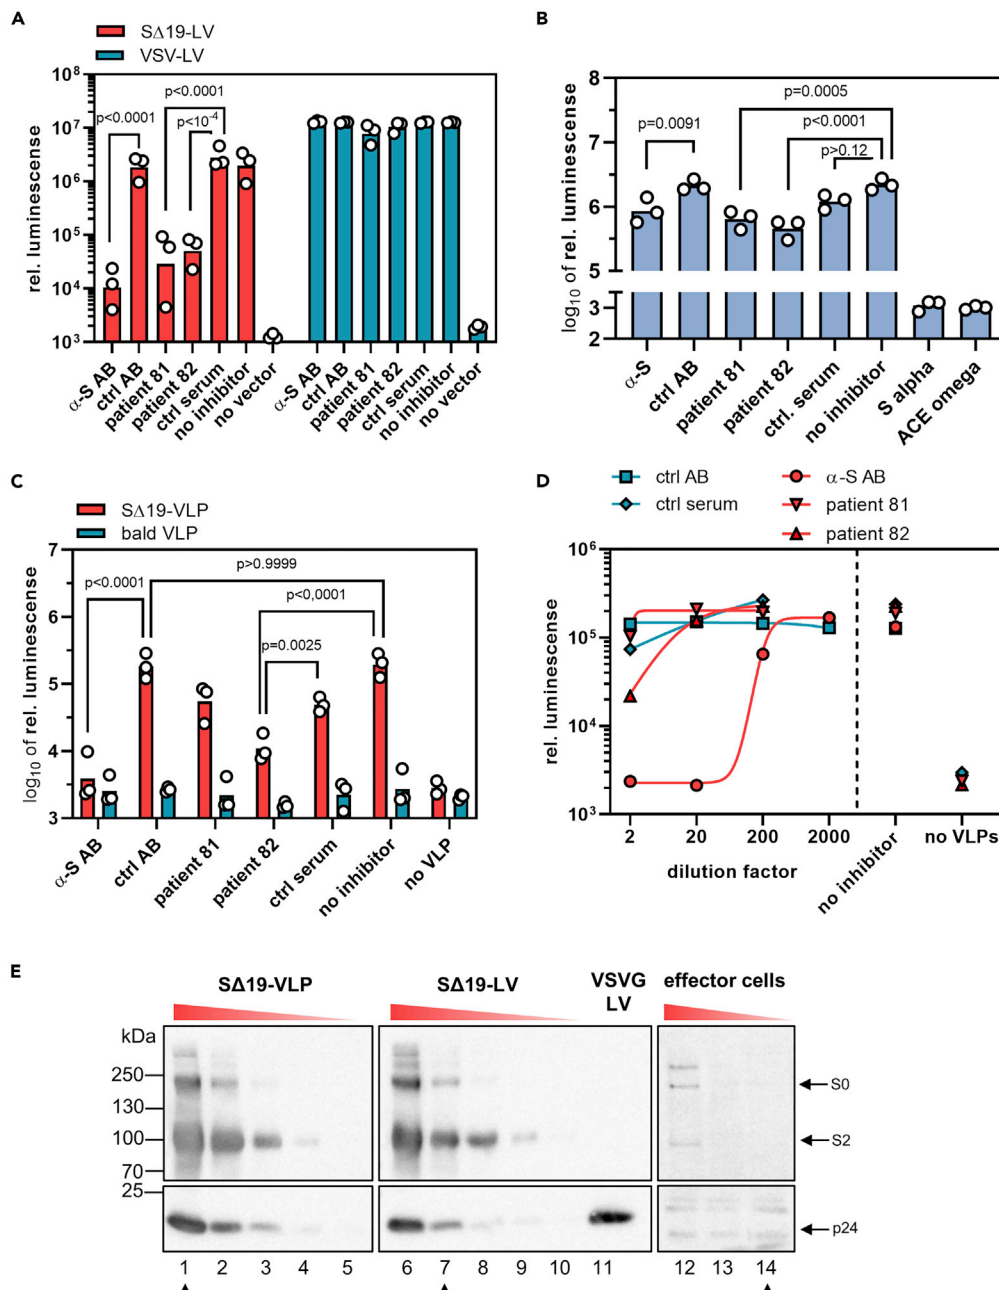 A
SΔ19-LV
VSV-LV
10⁸
10⁷
10⁶
10⁵
10⁴
10³
rel. luminescense
p<0.0001
p<0.0001
p<10⁻⁴
α-S AB
ctrl AB
patient 81
patient 82
ctrl serum
no inhibitor
no vector
α-S AB
ctrl AB
patient 81
patient 82
ctrl serum
no inhibitor
no vector
B
8
7
6
5
3
2
log₁₀ of rel. luminescense
p=0.0005
p=0.0091
p<0.0001
p>0.12
α-S
ctrl AB
patient 81
patient 82
ctrl. serum
no inhibitor
S alpha
ACE omega
C
SΔ19-VLP
bald VLP
7
6
5
4
3
log₁₀ of rel. luminescense
p>0.9999
p<0.0001
p<0,0001
p=0.0025
α-S AB
ctrl AB
patient 81
patient 82
ctrl serum
no inhibitor
no VLP
D
ctrl AB
ctrl serum
α-S AB
patient 81
patient 82
10⁶
10⁵
10⁴
10³
rel. luminescense
2 20 200 2000
dilution factor
no inhibitor
no VLPs
E
SΔ19-VLP
SΔ19-LV
VSVG
LV
effector cells
kDa
250
130
100
70
25
S0
S2
p24
1 2 3 4 5 6 7 8 9 10 11 12 13 14